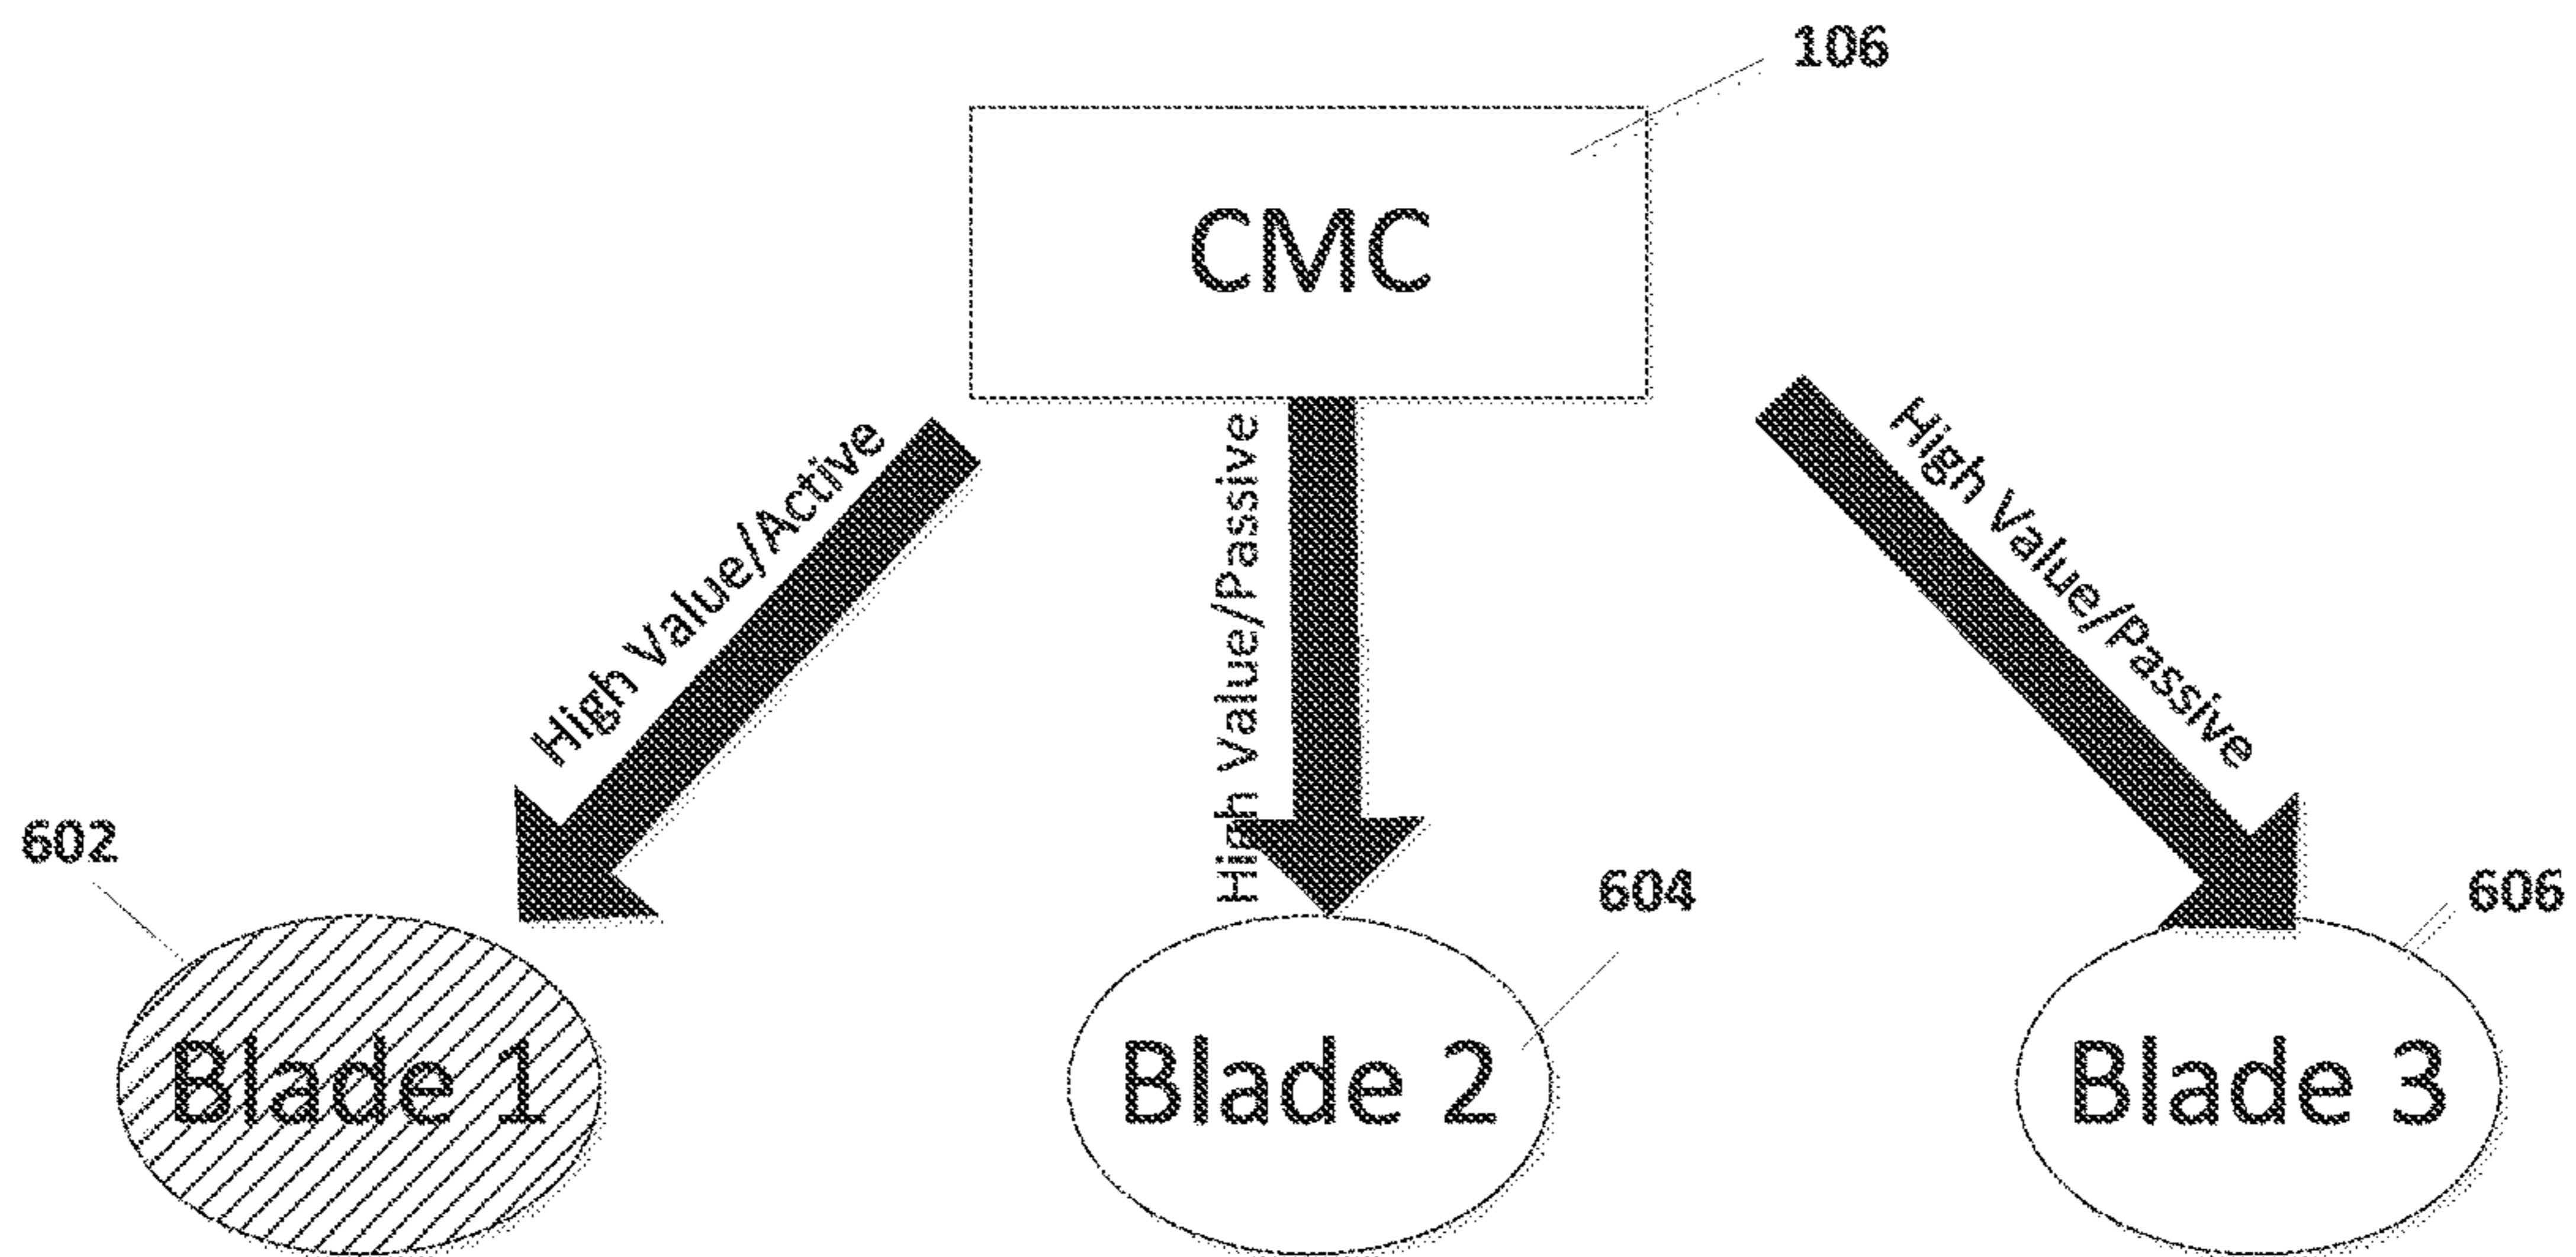 106
CMC
High Value/Active
High Value/Passive
High Value/Passive
602
604
606
Blade 1
Blade 2
Blade 3